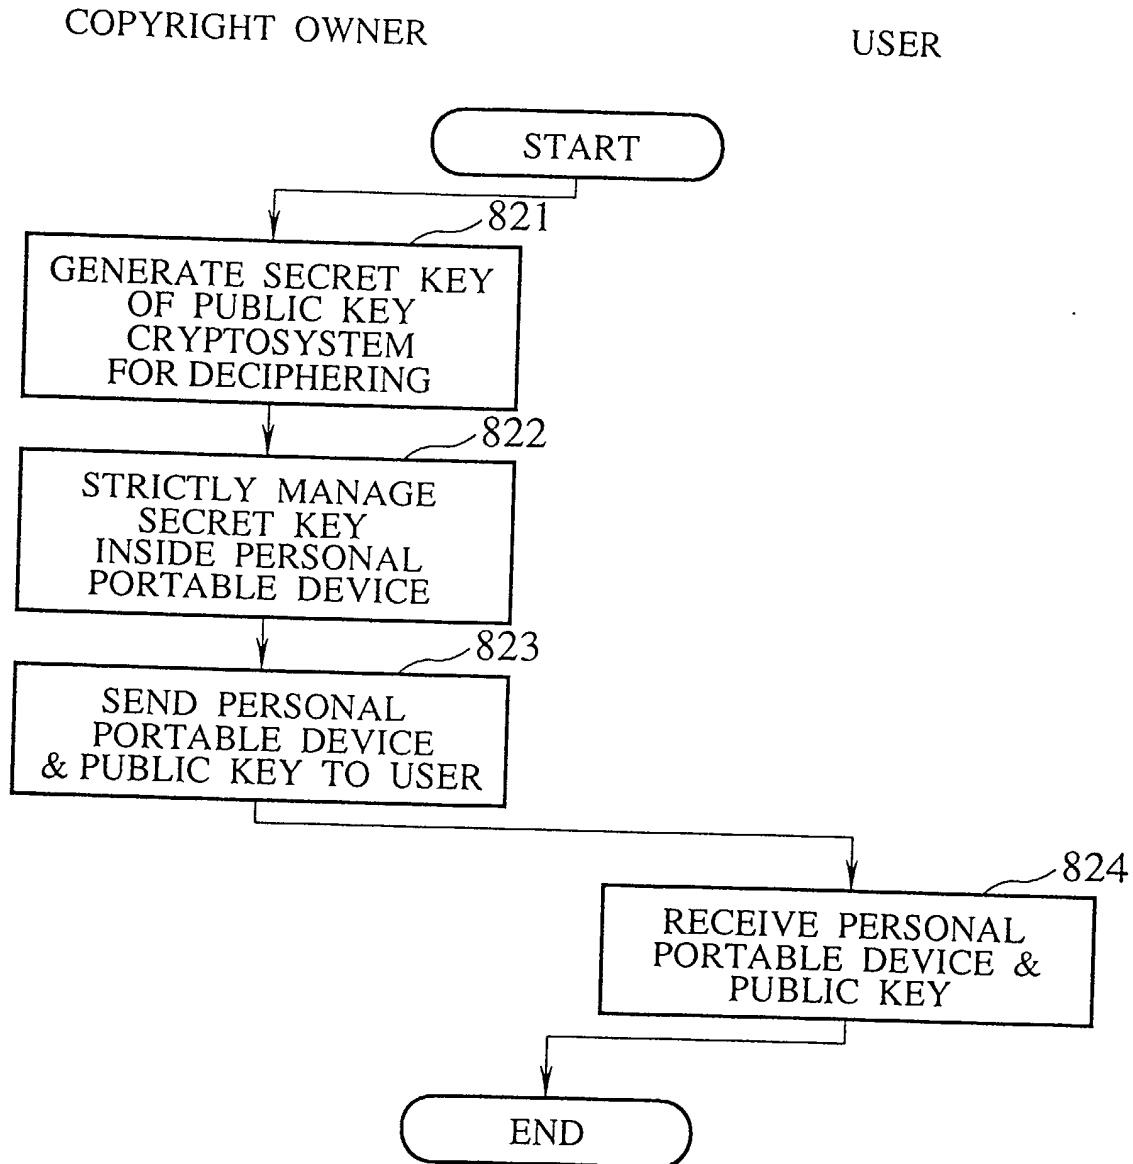 COPYRIGHT OWNER
USER
START
821
GENERATE SECRET KEY
OF PUBLIC KEY
CRYPTOSYSTEM
FOR DECIPHERING
822
STRICTLY MANAGE
SECRET KEY
INSIDE PERSONAL
PORTABLE DEVICE
823
SEND PERSONAL
PORTABLE DEVICE
& PUBLIC KEY TO USER
824
RECEIVE PERSONAL
PORTABLE DEVICE &
PUBLIC KEY
END